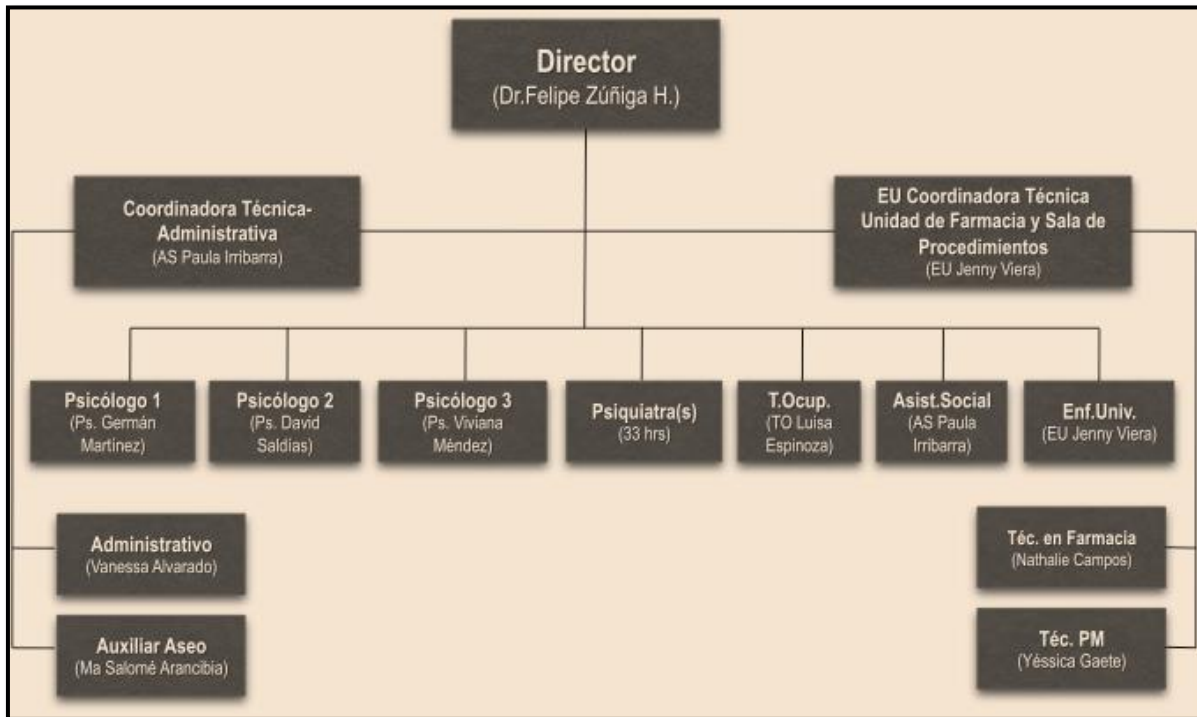 Director
(Dr.Felipe Zúñiga H.)
Coordinadora Técnica-
Administrativa
(AS Paula Irribarra)
EU Coordinadora Técnica
Unidad de Farmacia y Sala de
Procedimientos
(EU Jenny Viera)
Psicólogo 1
(Ps. Germán
Martínez)
Psicólogo 2
(Ps. David
Saldías)
Psicólogo 3
(Ps. Viviana
Méndez)
Psiquiatra(s)
(33 hrs)
T.Ocup.
(TO Luisa
Espinoza)
Asist.Social
(AS Paula
Irribarra)
Enf.Univ.
(EU Jenny Viera)
Administrativo
(Vanessa Alvarado)
Auxiliar Aseo
(Ma Salomé Arancibia)
Téc. en Farmacia
(Nathalie Campos)
Téc. PM
(Yéssica Gaete)